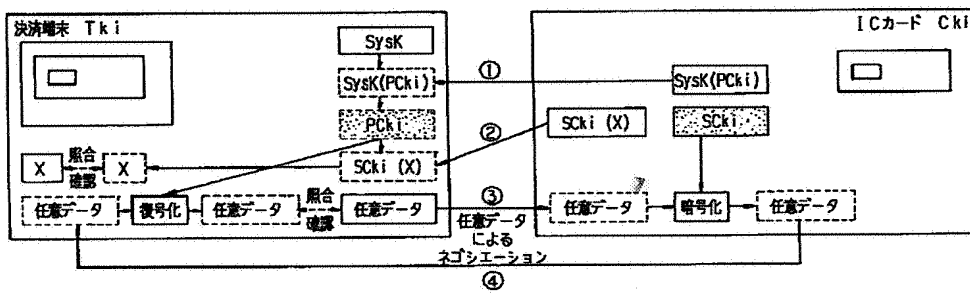 決済端末 Tki
ICカード Cki
SysK
①
SysK(PCki)
SysK(PCki)
PCki
②
SCki (X)
SCki
X
照合
確認
X
SCki (X)
任意データ
復号化
任意データ
照合
確認
任意データ
③
任意データ
による
ネゴシエーション
任意データ
暗号化
任意データ
④